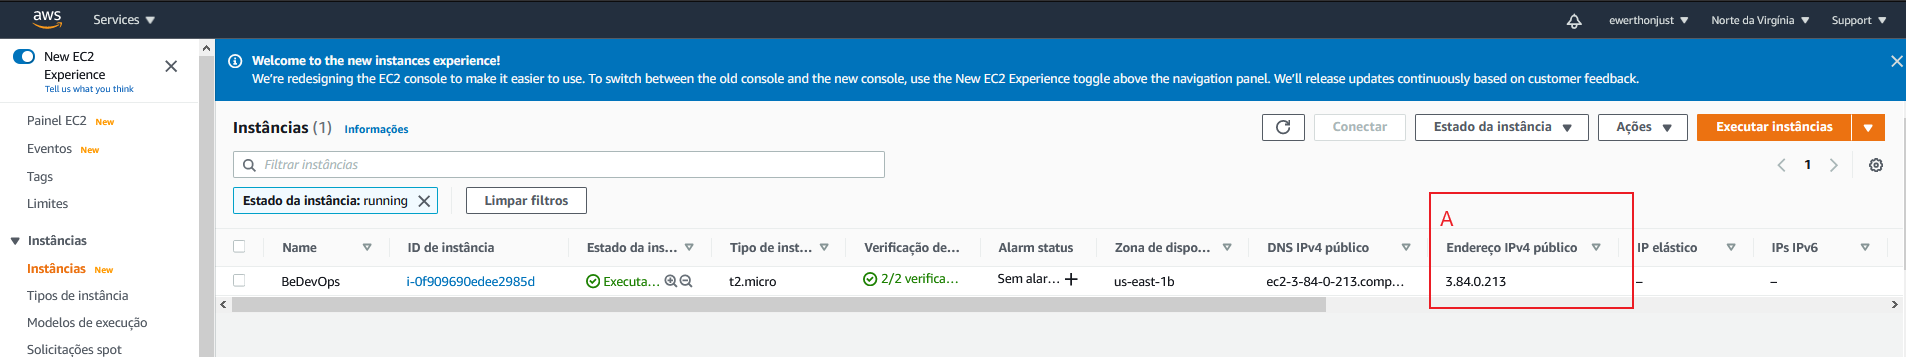 aws
Services
ewerthonjust
Norte da Virgínia
Support
New EC2
Experience
Tell us what you think
Welcome to the new instances experience!
We're redesigning the EC2 console to make it easier to use. To switch between the old console and the new console, use the New EC2 Experience toggle above the navigation panel. We'll release updates continuously based on customer feedback.
Painel EC2 New
Eventos New
Tags
Limites
Instâncias
Instâncias New
Tipos de instância
Modelos de execução
Solicitações spot
Instâncias (1) Informações
Conectar
Estado da instância
Ações
Executar instâncias
Filtrar instâncias
1
Estado da instância: running
Limpar filtros
A
Name
ID de instância
Estado da ins...
Tipo de inst...
Verificação de...
Alarm status
Zona de dispo...
DNS IPv4 público
Endereço IPv4 público
IP elástico
IPs IPv6
BeDevOps
i-0f909690edee2985d
Executa...
t2.micro
2/2 verifica...
Sem alar...
us-east-1b
ec2-3-84-0-213.comp...
3.84.0.213
–
–